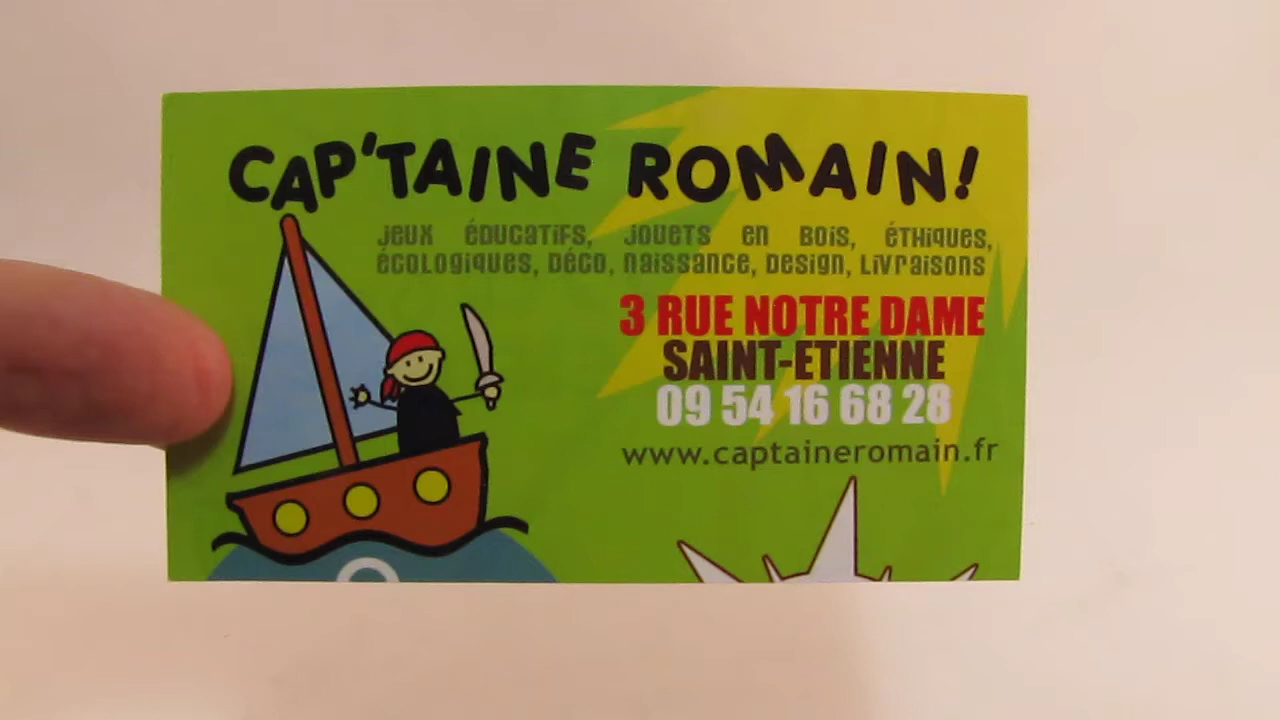 CAP'TAINE ROMAIN!
JEUX ÉDUCATIFS, JOUETS EN BOIS, ÉTHIQUES,
ÉCOLOGIQUES, DÉCO, NAISSANCE, DESIGN, LIVRAISONS
3 RUE NOTRE DAME
SAINT-ETIENNE
09 54 16 68 28
www.captaineromain.fr